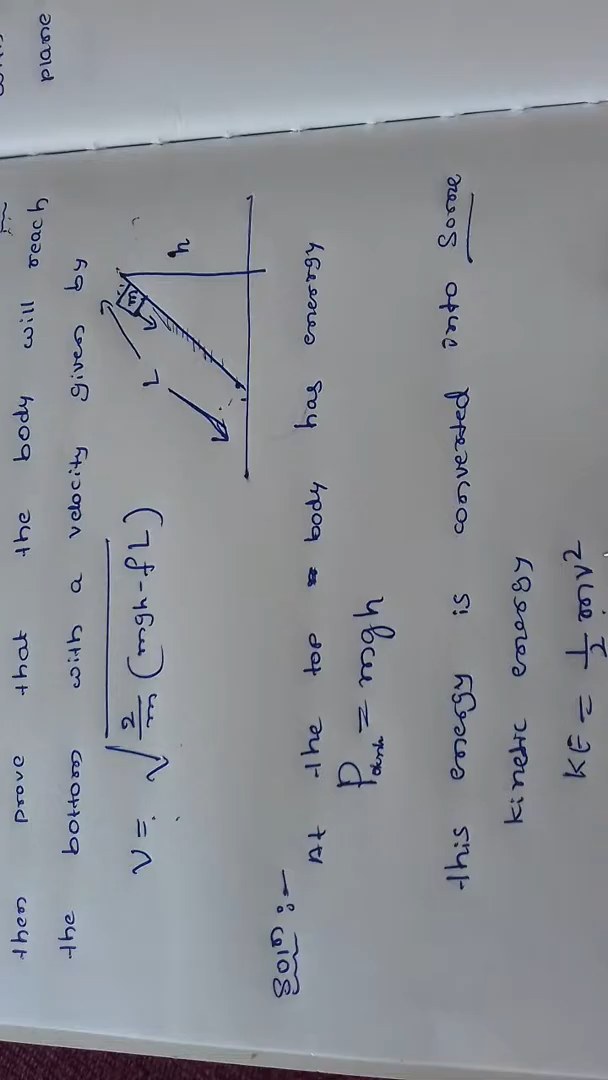 plane
then prove that the body will reach
the bottom with a velocity given by
V = √ 2/m (mgh - fL)
m
L
h
Soln :-
At the top body has energy
= mgh
this energy is converted into Some
kinetic energy
KE = 1/2 mv²